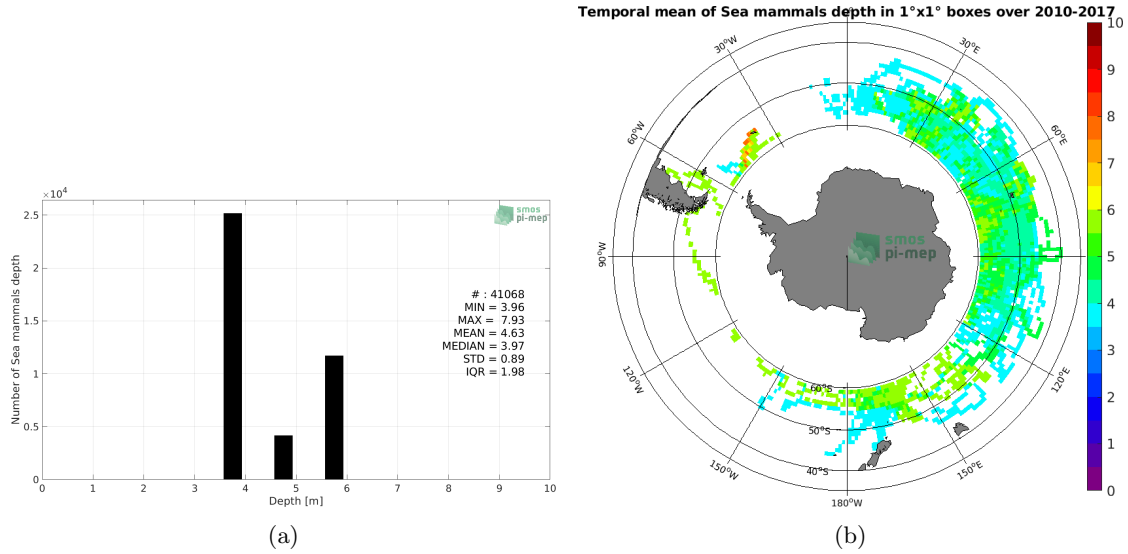 Temporal mean of Sea mammals depth in 1°x1° boxes over 2010-2017
×10⁴
2.5
2
1.5
1
0.5
0
Number of Sea mammals depth
smos
pi-mep
# : 41068
MIN = 3.96
MAX = 7.93
MEAN = 4.63
MEDIAN = 3.97
STD = 0.89
IQR = 1.98
0 1 2 3 4 5 6 7 8 9 10
Depth [m]
(a)
30°W
30°E
60°W
60°E
90°W
smos
pi-mep
120°W
120°E
60°S
50°S
40°S
150°W
150°E
180°W
10
9
8
7
6
5
4
3
2
1
0
(b)